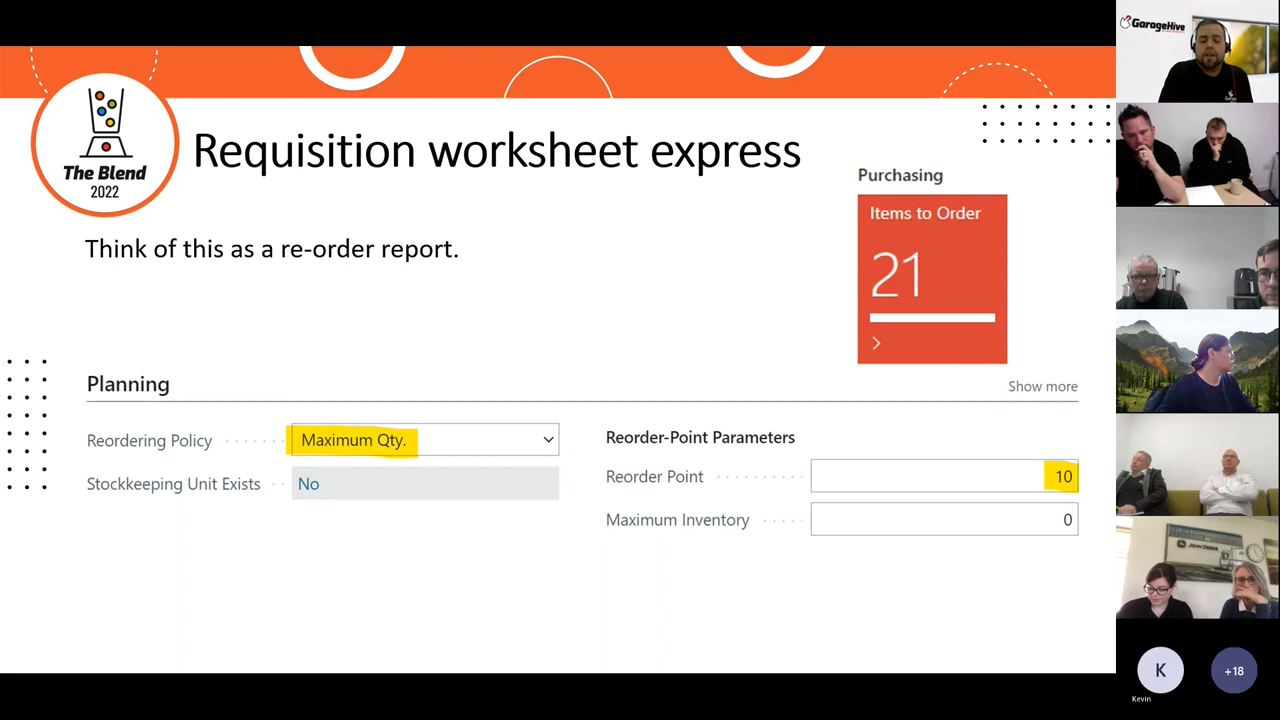 The Blend
2022
Requisition worksheet express
Purchasing
Items to Order
21
Think of this as a re-order report.
Planning
Show more
Reordering Policy
Maximum Qty.
Stockkeeping Unit Exists
No
Reorder-Point Parameters
Reorder Point
10
Maximum Inventory
0
GarageHive
JOHN DEERE
K
+18
Kevin